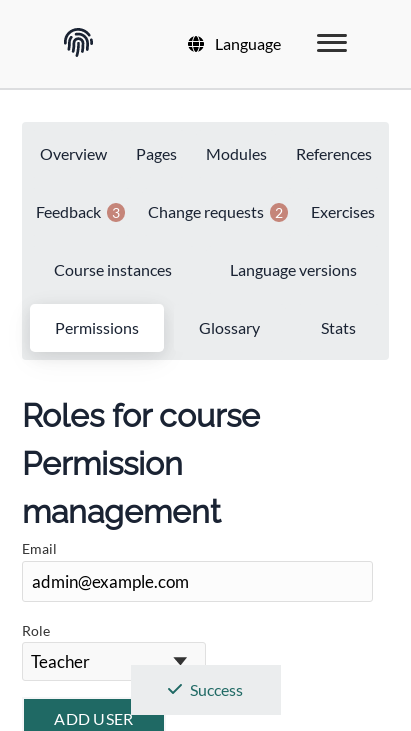 Language
Overview Pages Modules References
Feedback 3 Change requests 2 Exercises
Course instances Language versions
Permissions Glossary Stats
Roles for course
Permission
management
Email
admin@example.com
Role
Teacher
Success
ADD USER